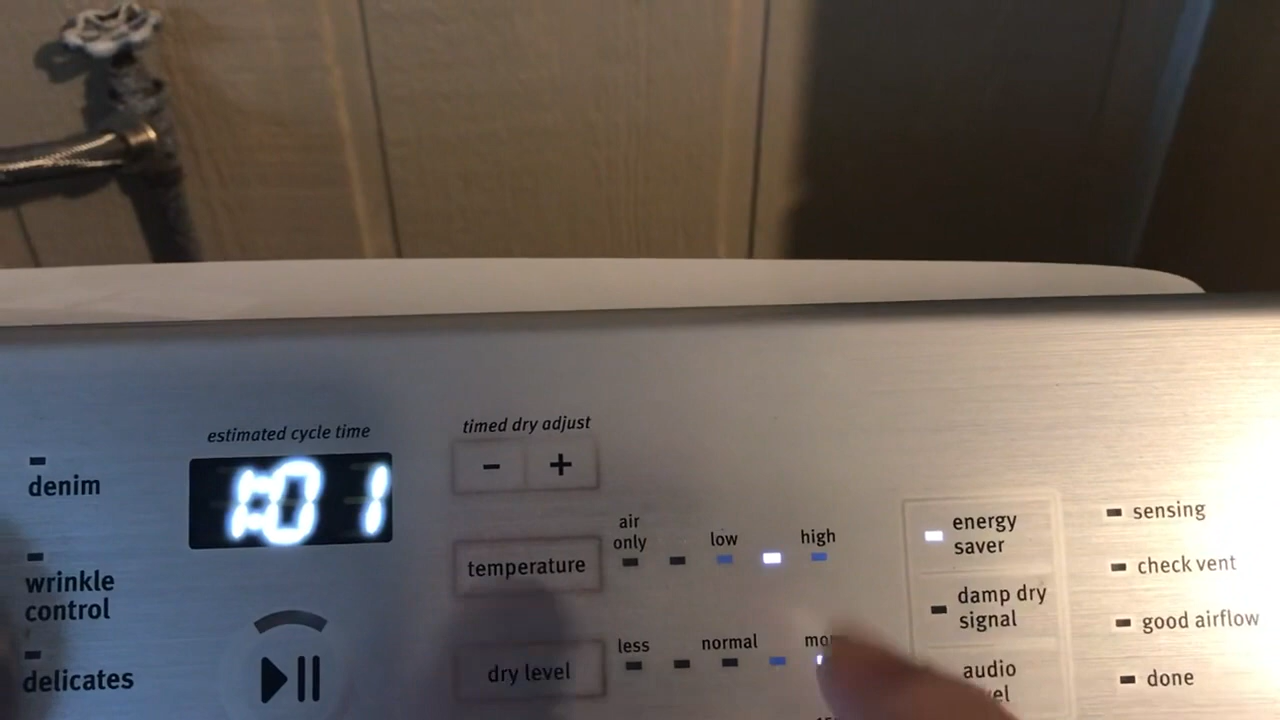 estimated cycle time
1:01
denim
wrinkle
control
delicates
timed dry adjust
- +
temperature
air
only
low
high
dry level
less
normal
energy
saver
damp dry
signal
audio
sensing
check vent
good airflow
done